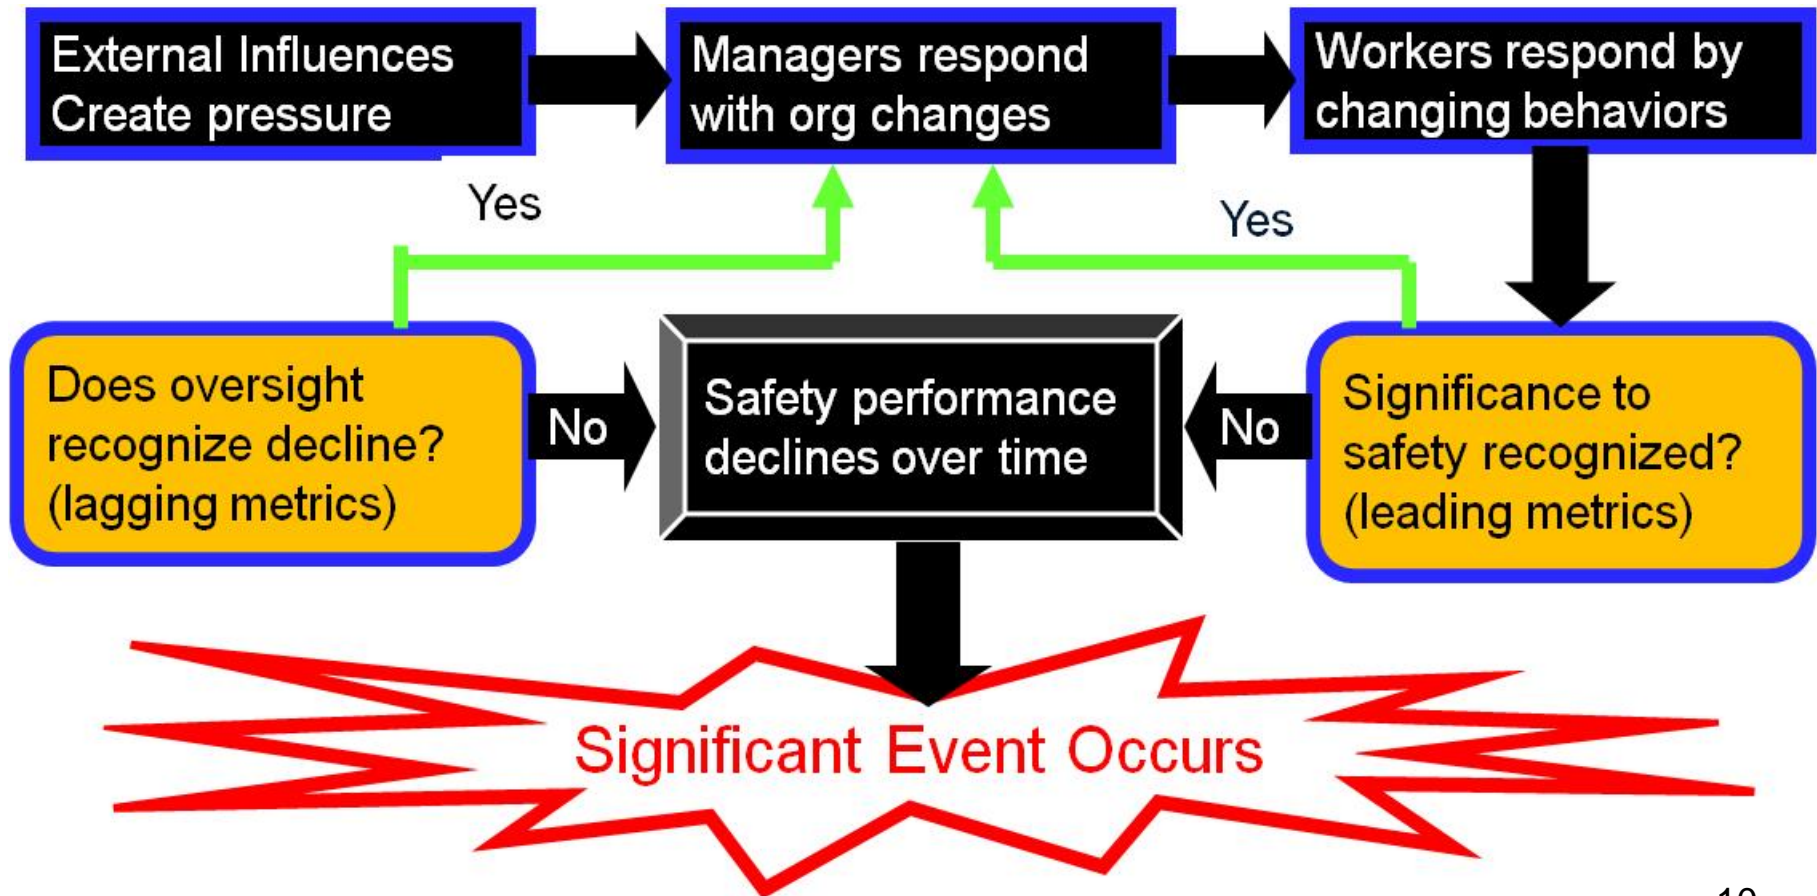 External Influences
Create pressure
Managers respond
with org changes
Workers respond by
changing behaviors
Yes
Yes
Does oversight
recognize decline?
(lagging metrics)
No
Safety performance
declines over time
No
Significance to
safety recognized?
(leading metrics)
Significant Event Occurs